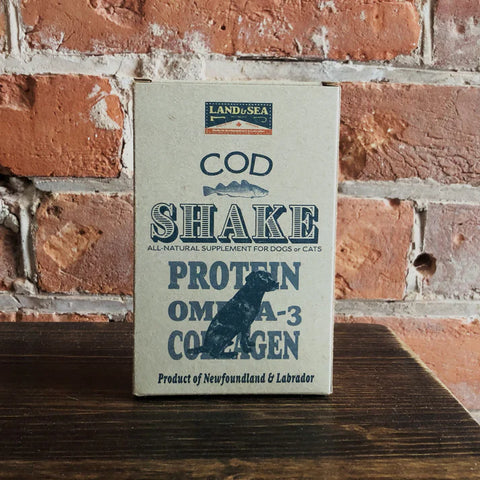 LAND & SEA
COD
SHAKE
ALL-NATURAL SUPPLEMENT FOR DOGS or CATS
PROTEIN
OMEGA-3
COLLAGEN
Product of Newfoundland & Labrador